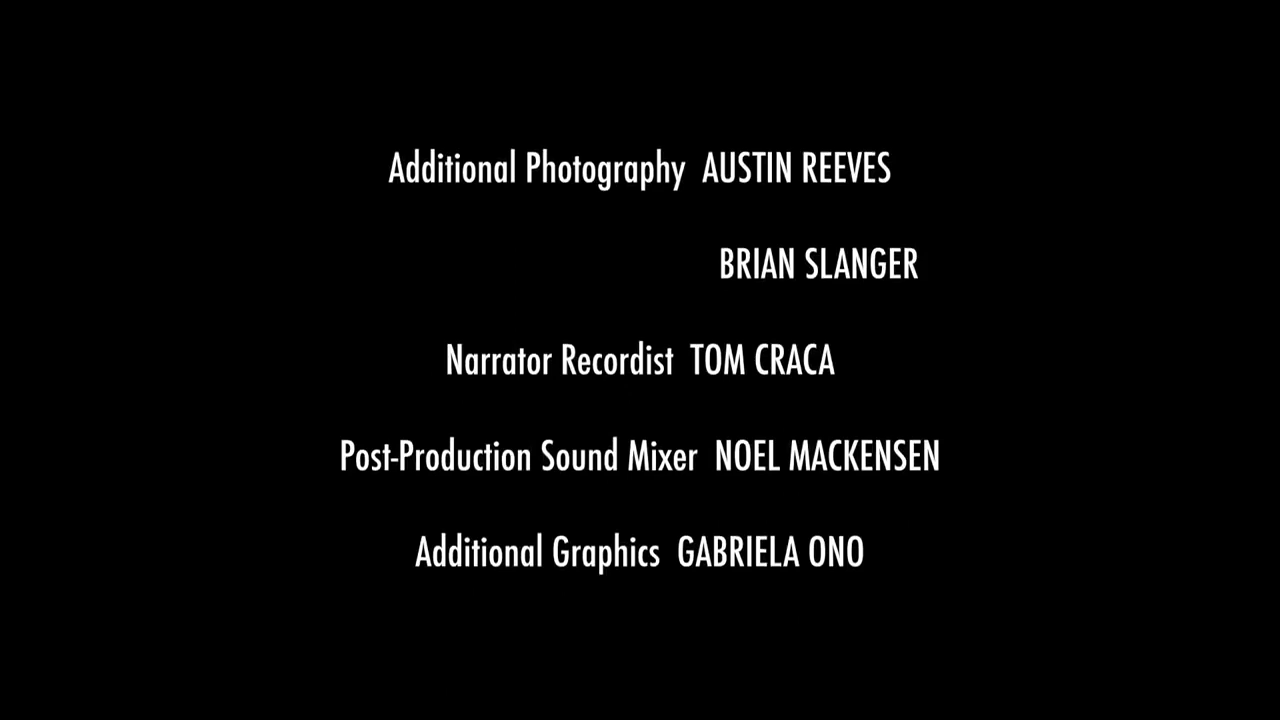 Additional Photography AUSTIN REEVES
BRIAN SLANGER
Narrator Recordist TOM CRACA
Post-Production Sound Mixer NOEL MACKENSEN
Additional Graphics GABRIELA ONO